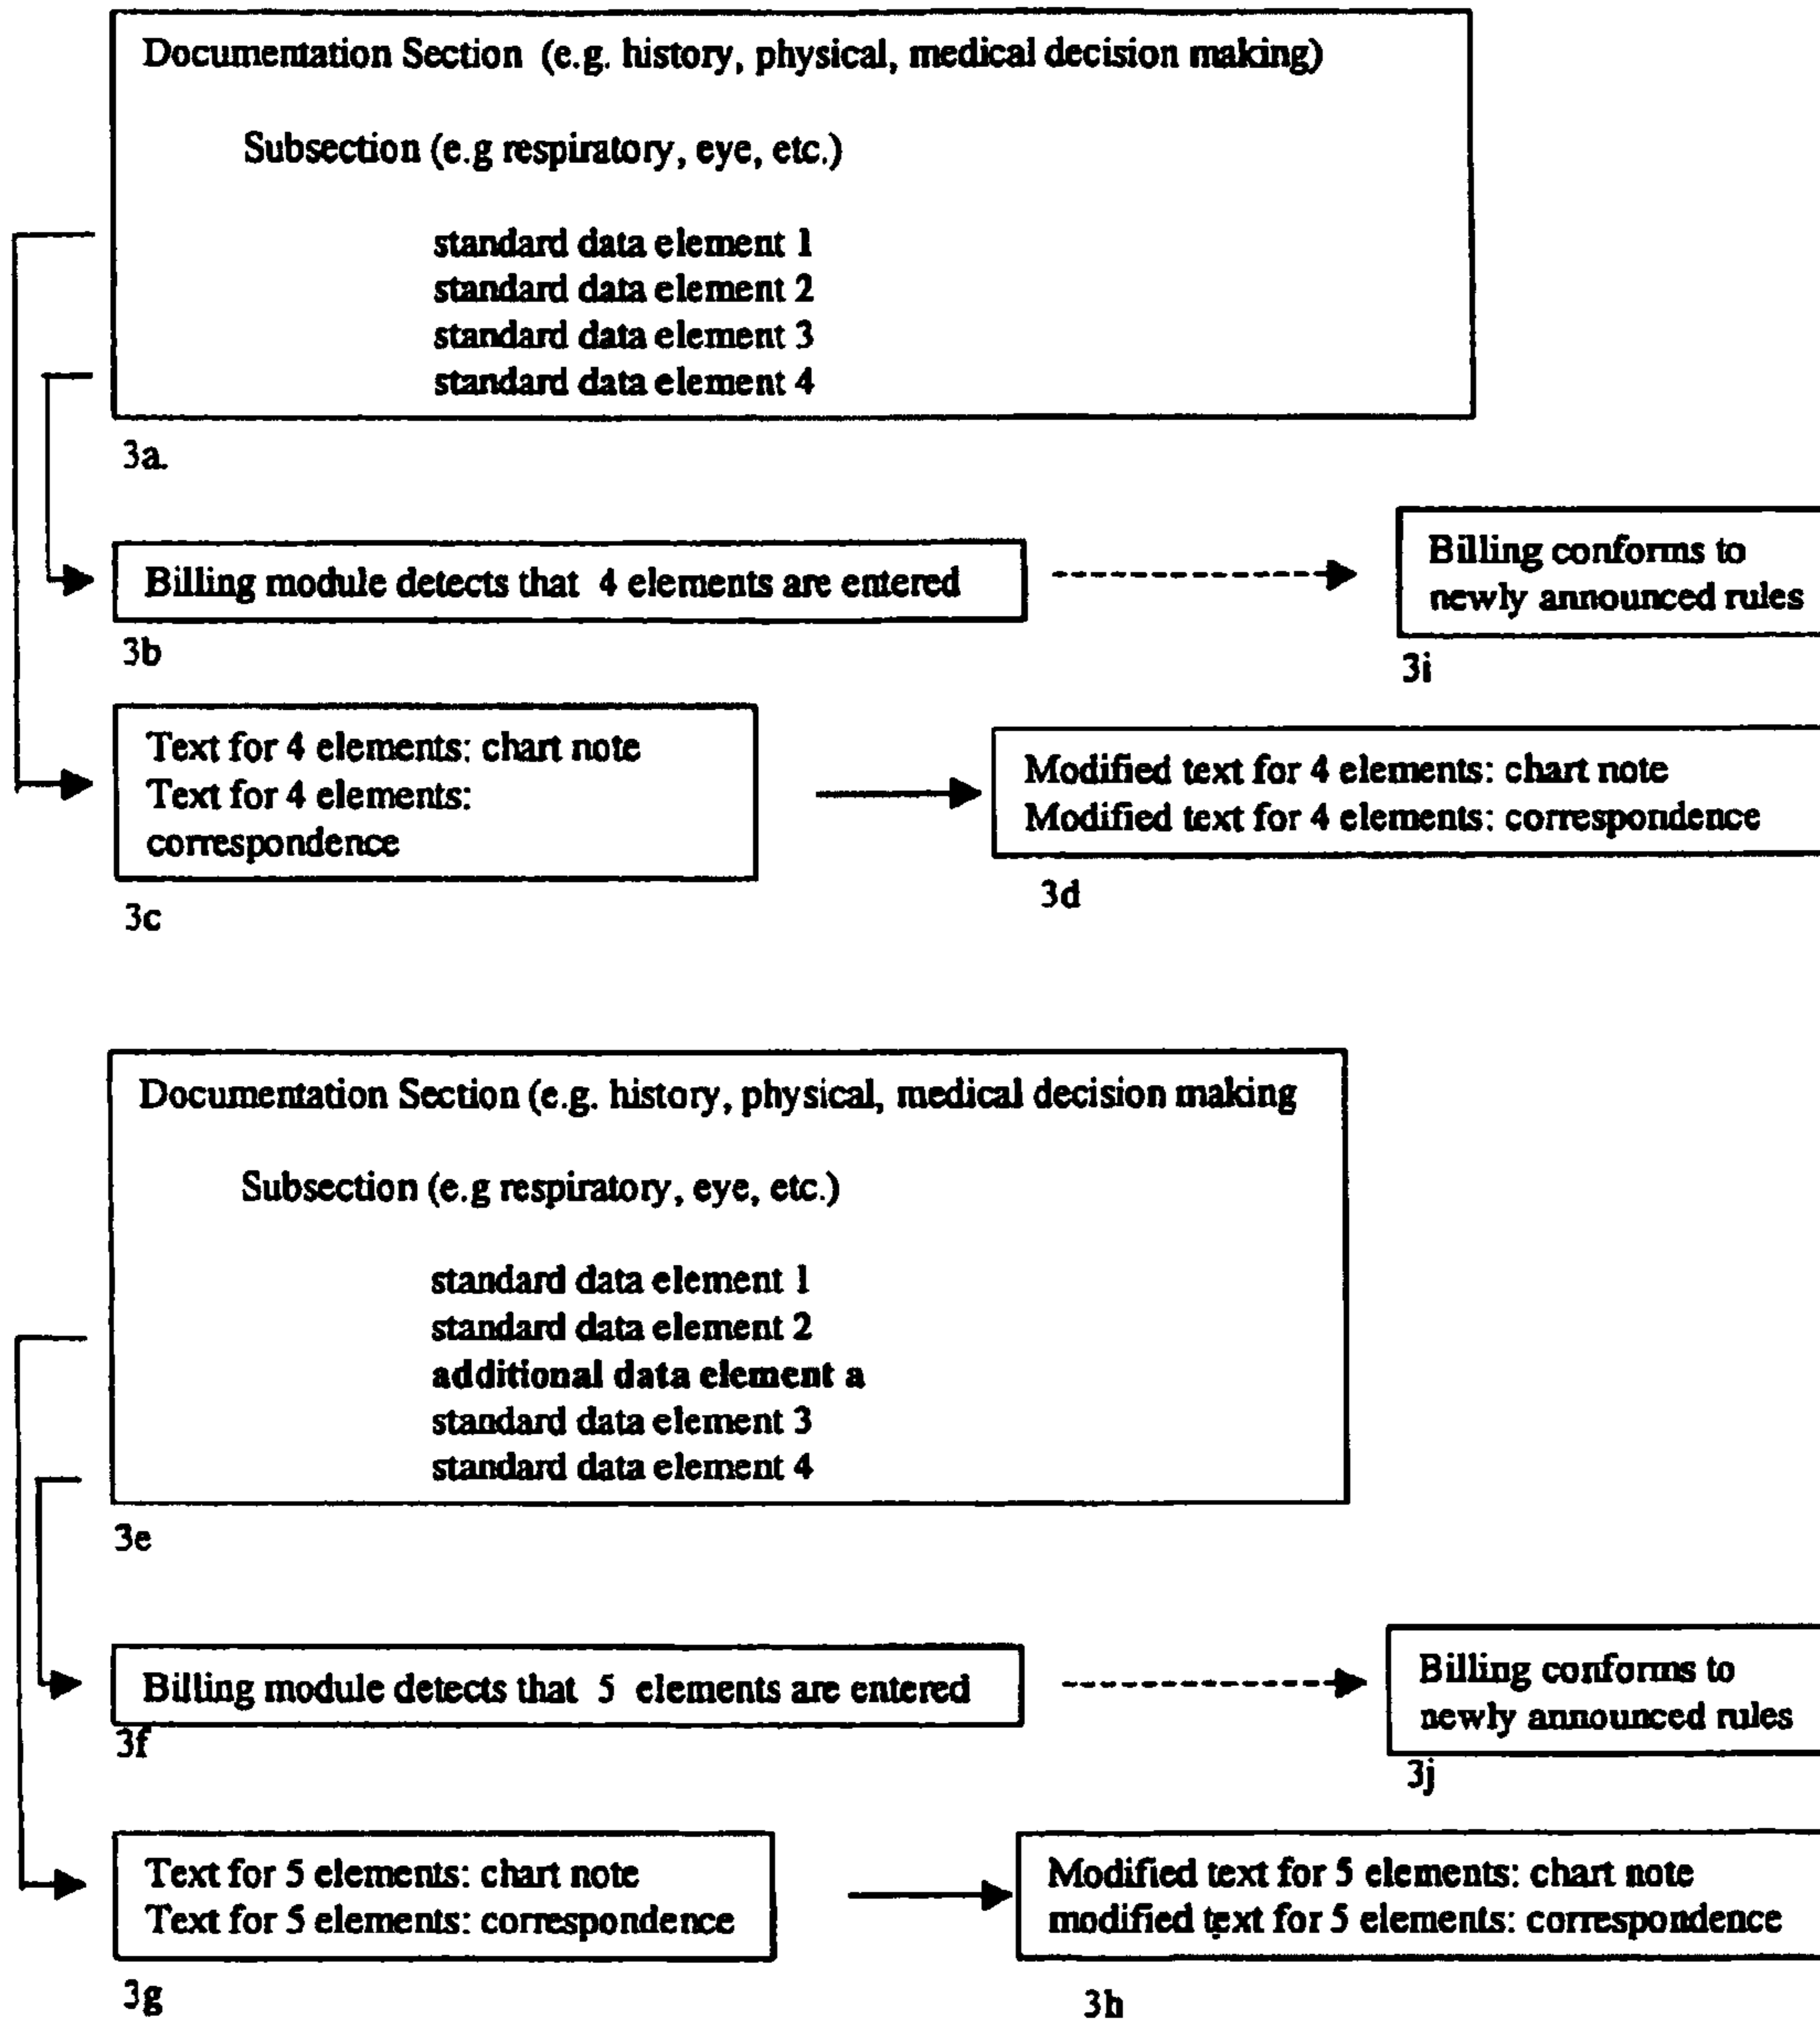 Documentation Section (e.g. history, physical, medical decision making)
Subsection (e.g respiratory, eye, etc.)
standard data element 1
standard data element 2
standard data element 3
standard data element 4
3a.
Billing module detects that 4 elements are entered
3b
Billing conforms to
newly announced rules
3i
Text for 4 elements: chart note
Text for 4 elements:
correspondence
3c
Modified text for 4 elements: chart note
Modified text for 4 elements: correspondence
3d
Documentation Section (e.g. history, physical, medical decision making
Subsection (e.g respiratory, eye, etc.)
standard data element 1
standard data element 2
additional data element a
standard data element 3
standard data element 4
3e
Billing module detects that 5 elements are entered
3f
Billing conforms to
newly announced rules
3j
Text for 5 elements: chart note
Text for 5 elements: correspondence
3g
Modified text for 5 elements: chart note
modified text for 5 elements: correspondence
3h